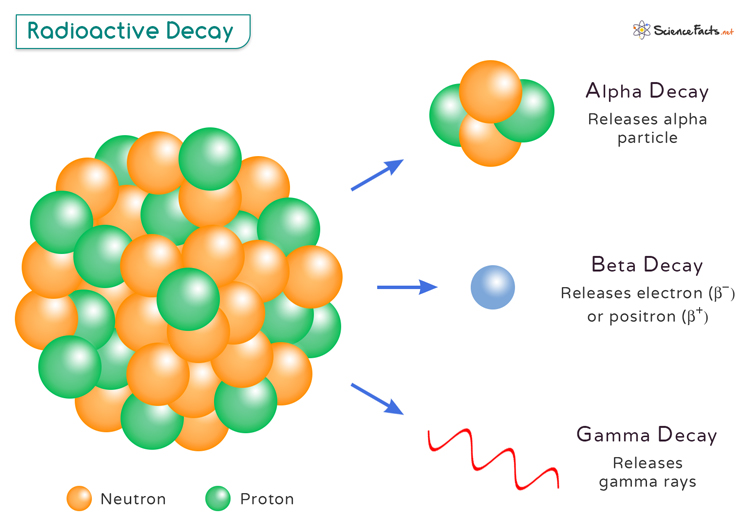 Radioactive Decay
ScienceFacts.net
Alpha Decay
Releases alpha
particle
Beta Decay
Releases electron (β⁻)
or positron (β⁺)
Gamma Decay
Releases
gamma rays
Neutron
Proton